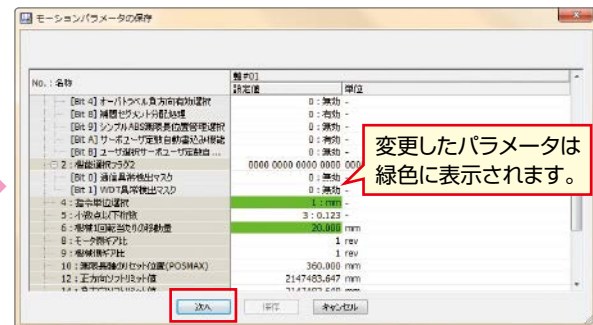 モーションパラメータの保存
No. : 名称
軸#01
設定値
単位
[Bit 4] オーバトラベル負方向有効選択 0 : 無効 -
[Bit 8] 補間セグメント分配処理 0 : 有効 -
[Bit 9] シンプルABS無限長位置管理選択 0 : 無効 -
[Bit A] サーボユーザ定数自動書込み機能 0 : 有効 -
[Bit B] ユーザ選択サーボユーザ定数自 ... 0 : 無効 -
2 : 機能選択フラグ2 0000 0000 0000 0000 000
[Bit 0] 通信異常検出マスク 0 : 無効 -
[Bit 1] WDT異常検出マスク 0 : 無効 -
4 : 指令単位選択 1 : mm -
5 : 小数点以下桁数 3 : 0.123 -
6 : 機械1回転当たりの移動量 20.000 mm
8 : モータ側ギア比 1 rev
9 : 機械側ギア比 1 rev
10 : 無限長軸のリセット位置(POSMAX) 360.000 mm
12 : 正方向ソフトリミット値 2147483.647 mm
14 : 負方向ソフトリミット値 mm
変更したパラメータは
緑色に表示されます。
次へ 保存 キャンセル